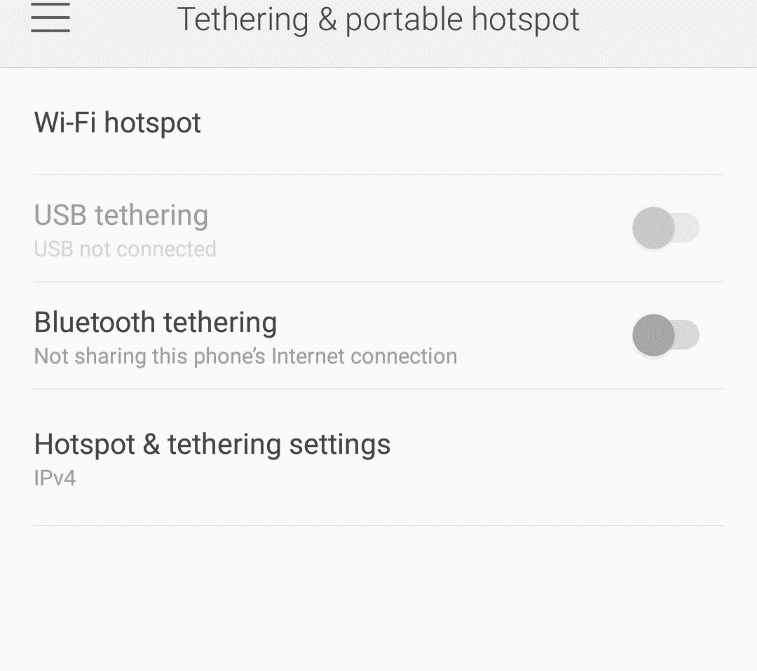 Tethering & portable hotspot
Wi-Fi hotspot
USB tethering
USB not connected
Bluetooth tethering
Not sharing this phone’s Internet connection
Hotspot & tethering settings
IPv4